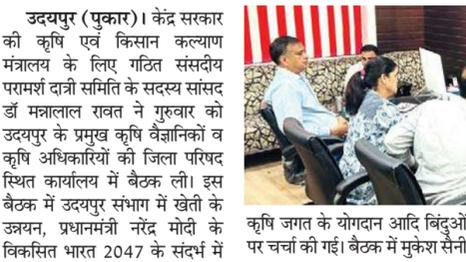 उदयपुर (पुकार)। केंद्र सरकार
की कृषि एवं किसान कल्याण
मंत्रालय के लिए गठित संसदीय
परामर्श दात्री समिति के सदस्य सांसद
डॉ मन्नालाल रावत ने गुरुवार को
उदयपुर के प्रमुख कृषि वैज्ञानिकों व
कृषि अधिकारियों की जिला परिषद
स्थित कार्यालय में बैठक ली। इस
बैठक में उदयपुर संभाग में खेती के
उन्नयन, प्रधानमंत्री नरेंद्र मोदी के
विकसित भारत 2047 के संदर्भ में
कृषि जगत के योगदान आदि बिंदुओं
पर चर्चा की गई। बैठक में मुकेश सैनी